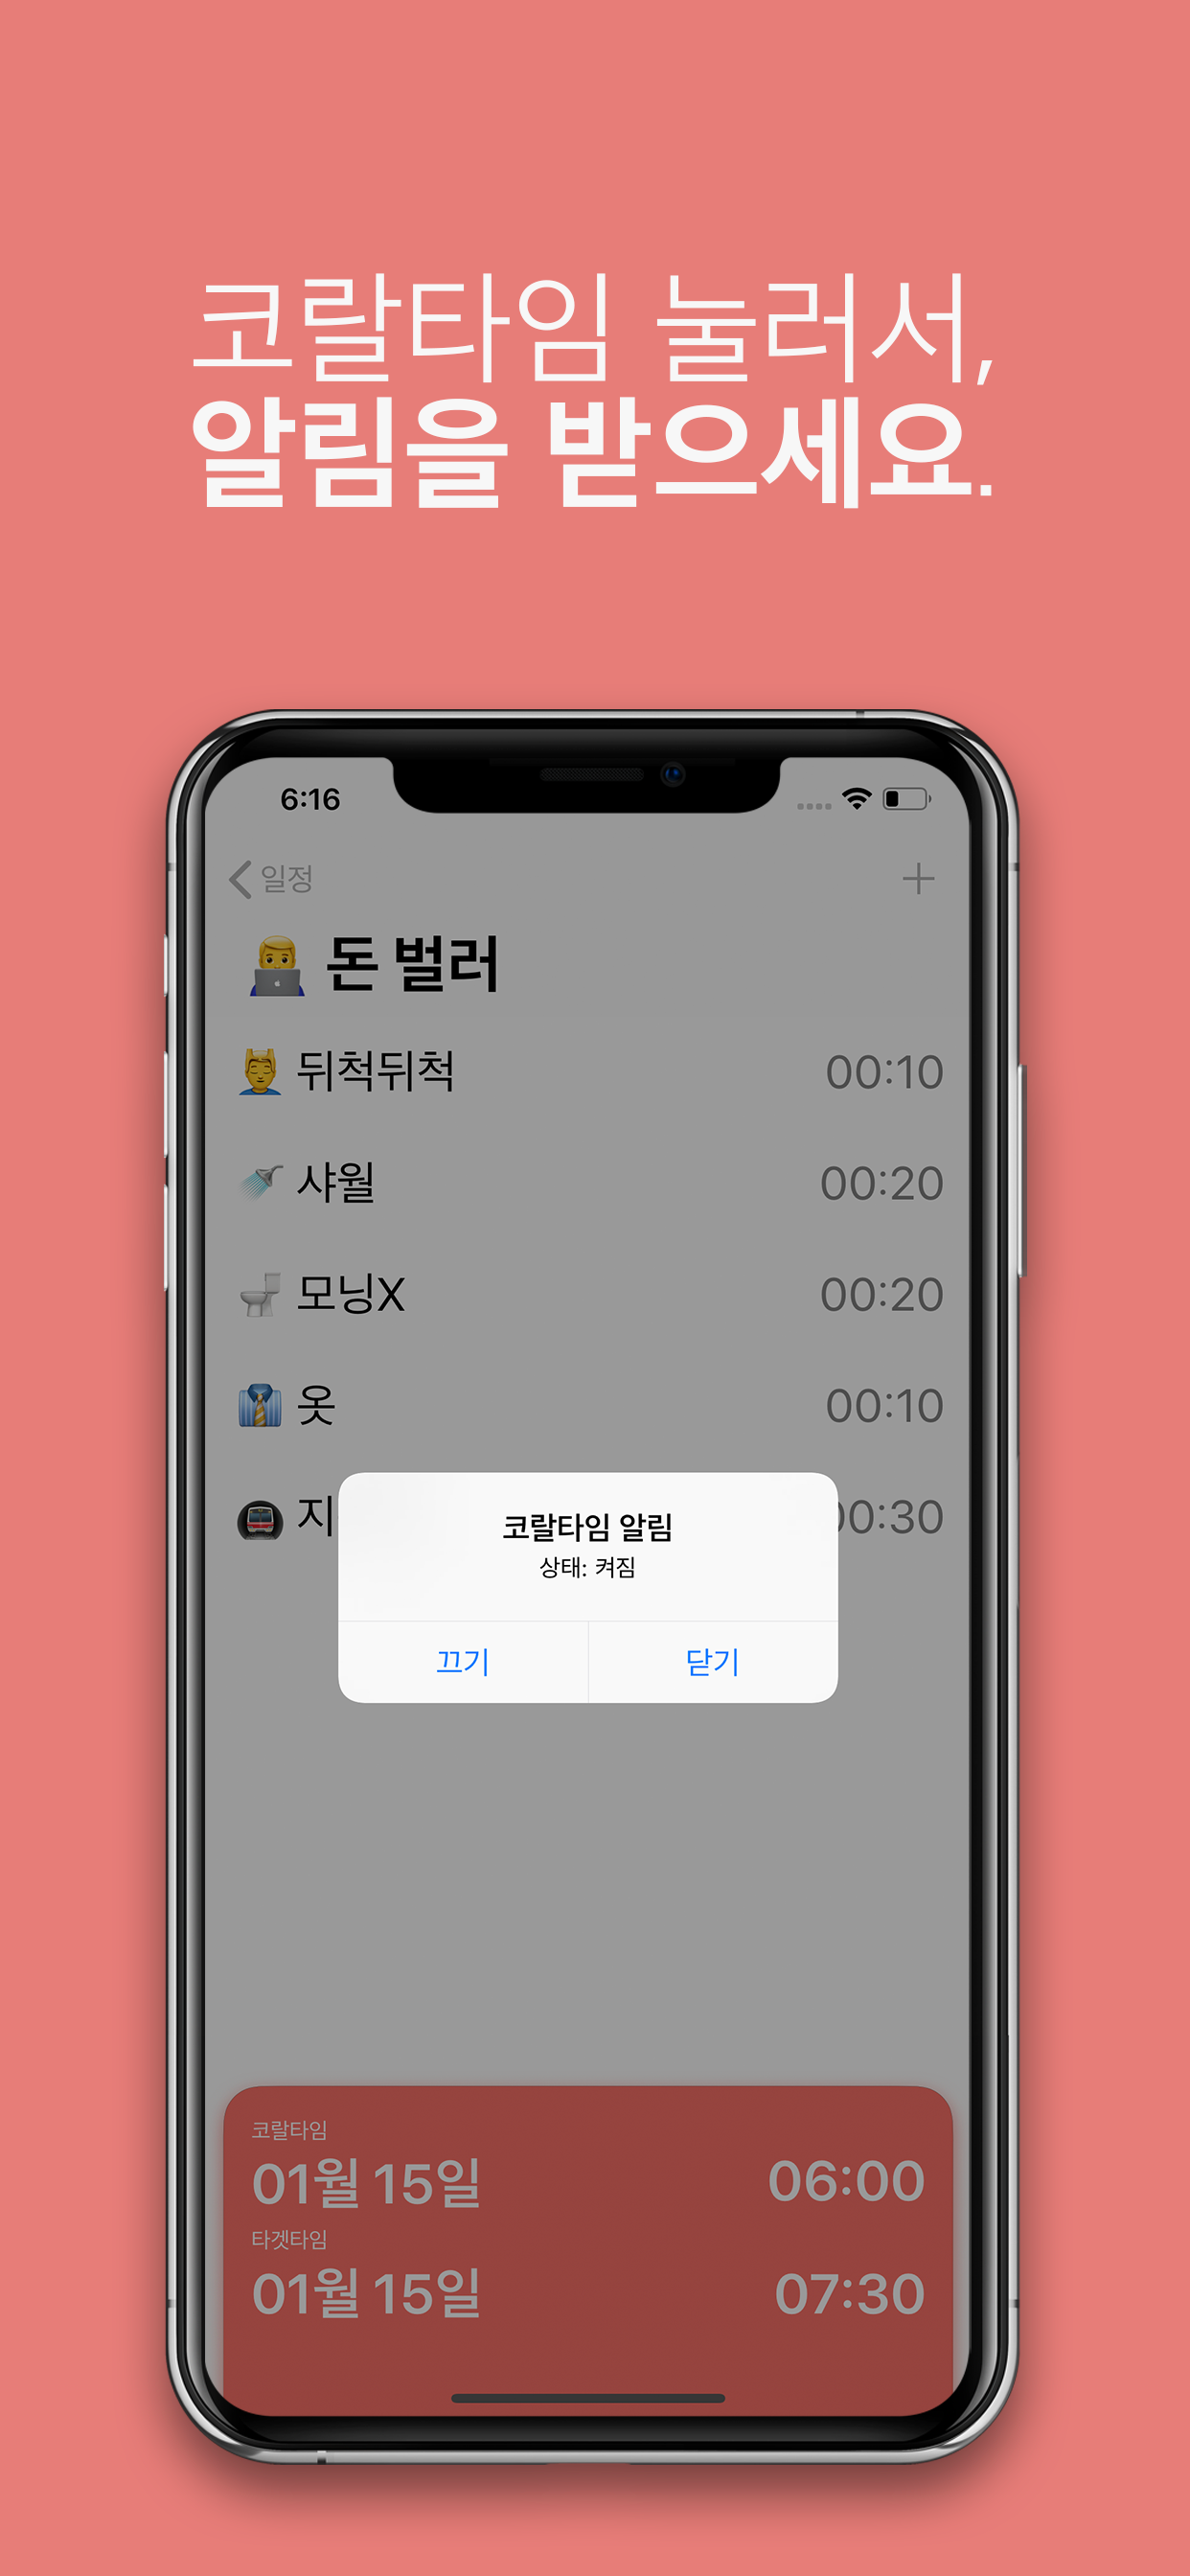 코랄타임 눌러서,
알림을 받으세요.
6:16
일정
돈 벌러
뒤척뒤척 00:10
샤월 00:20
모닝X 00:20
옷 00:10
지 0:30
코랄타임 알림
상태: 켜짐
끄기 닫기
코랄타임
01월 15일 06:00
타겟타임
01월 15일 07:30